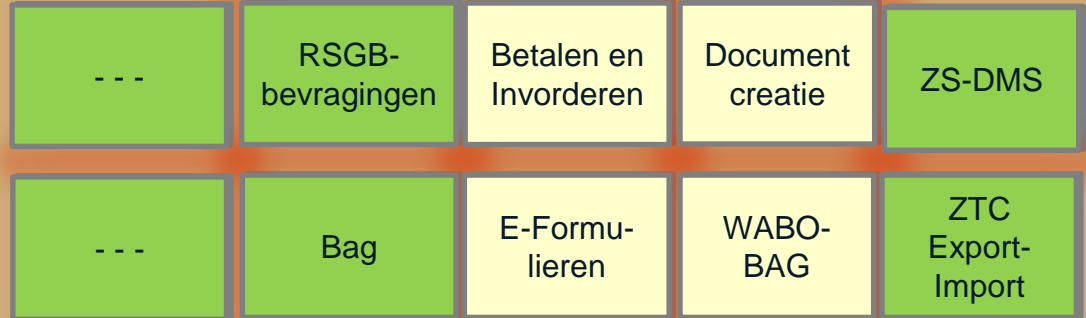 - - -
RSGB-
bevragingen
Betalen en
Invorderen
Document
creatie
ZS-DMS
- - -
Bag
E-Formu-
lieren
WABO-
BAG
ZTC
Export-
Import